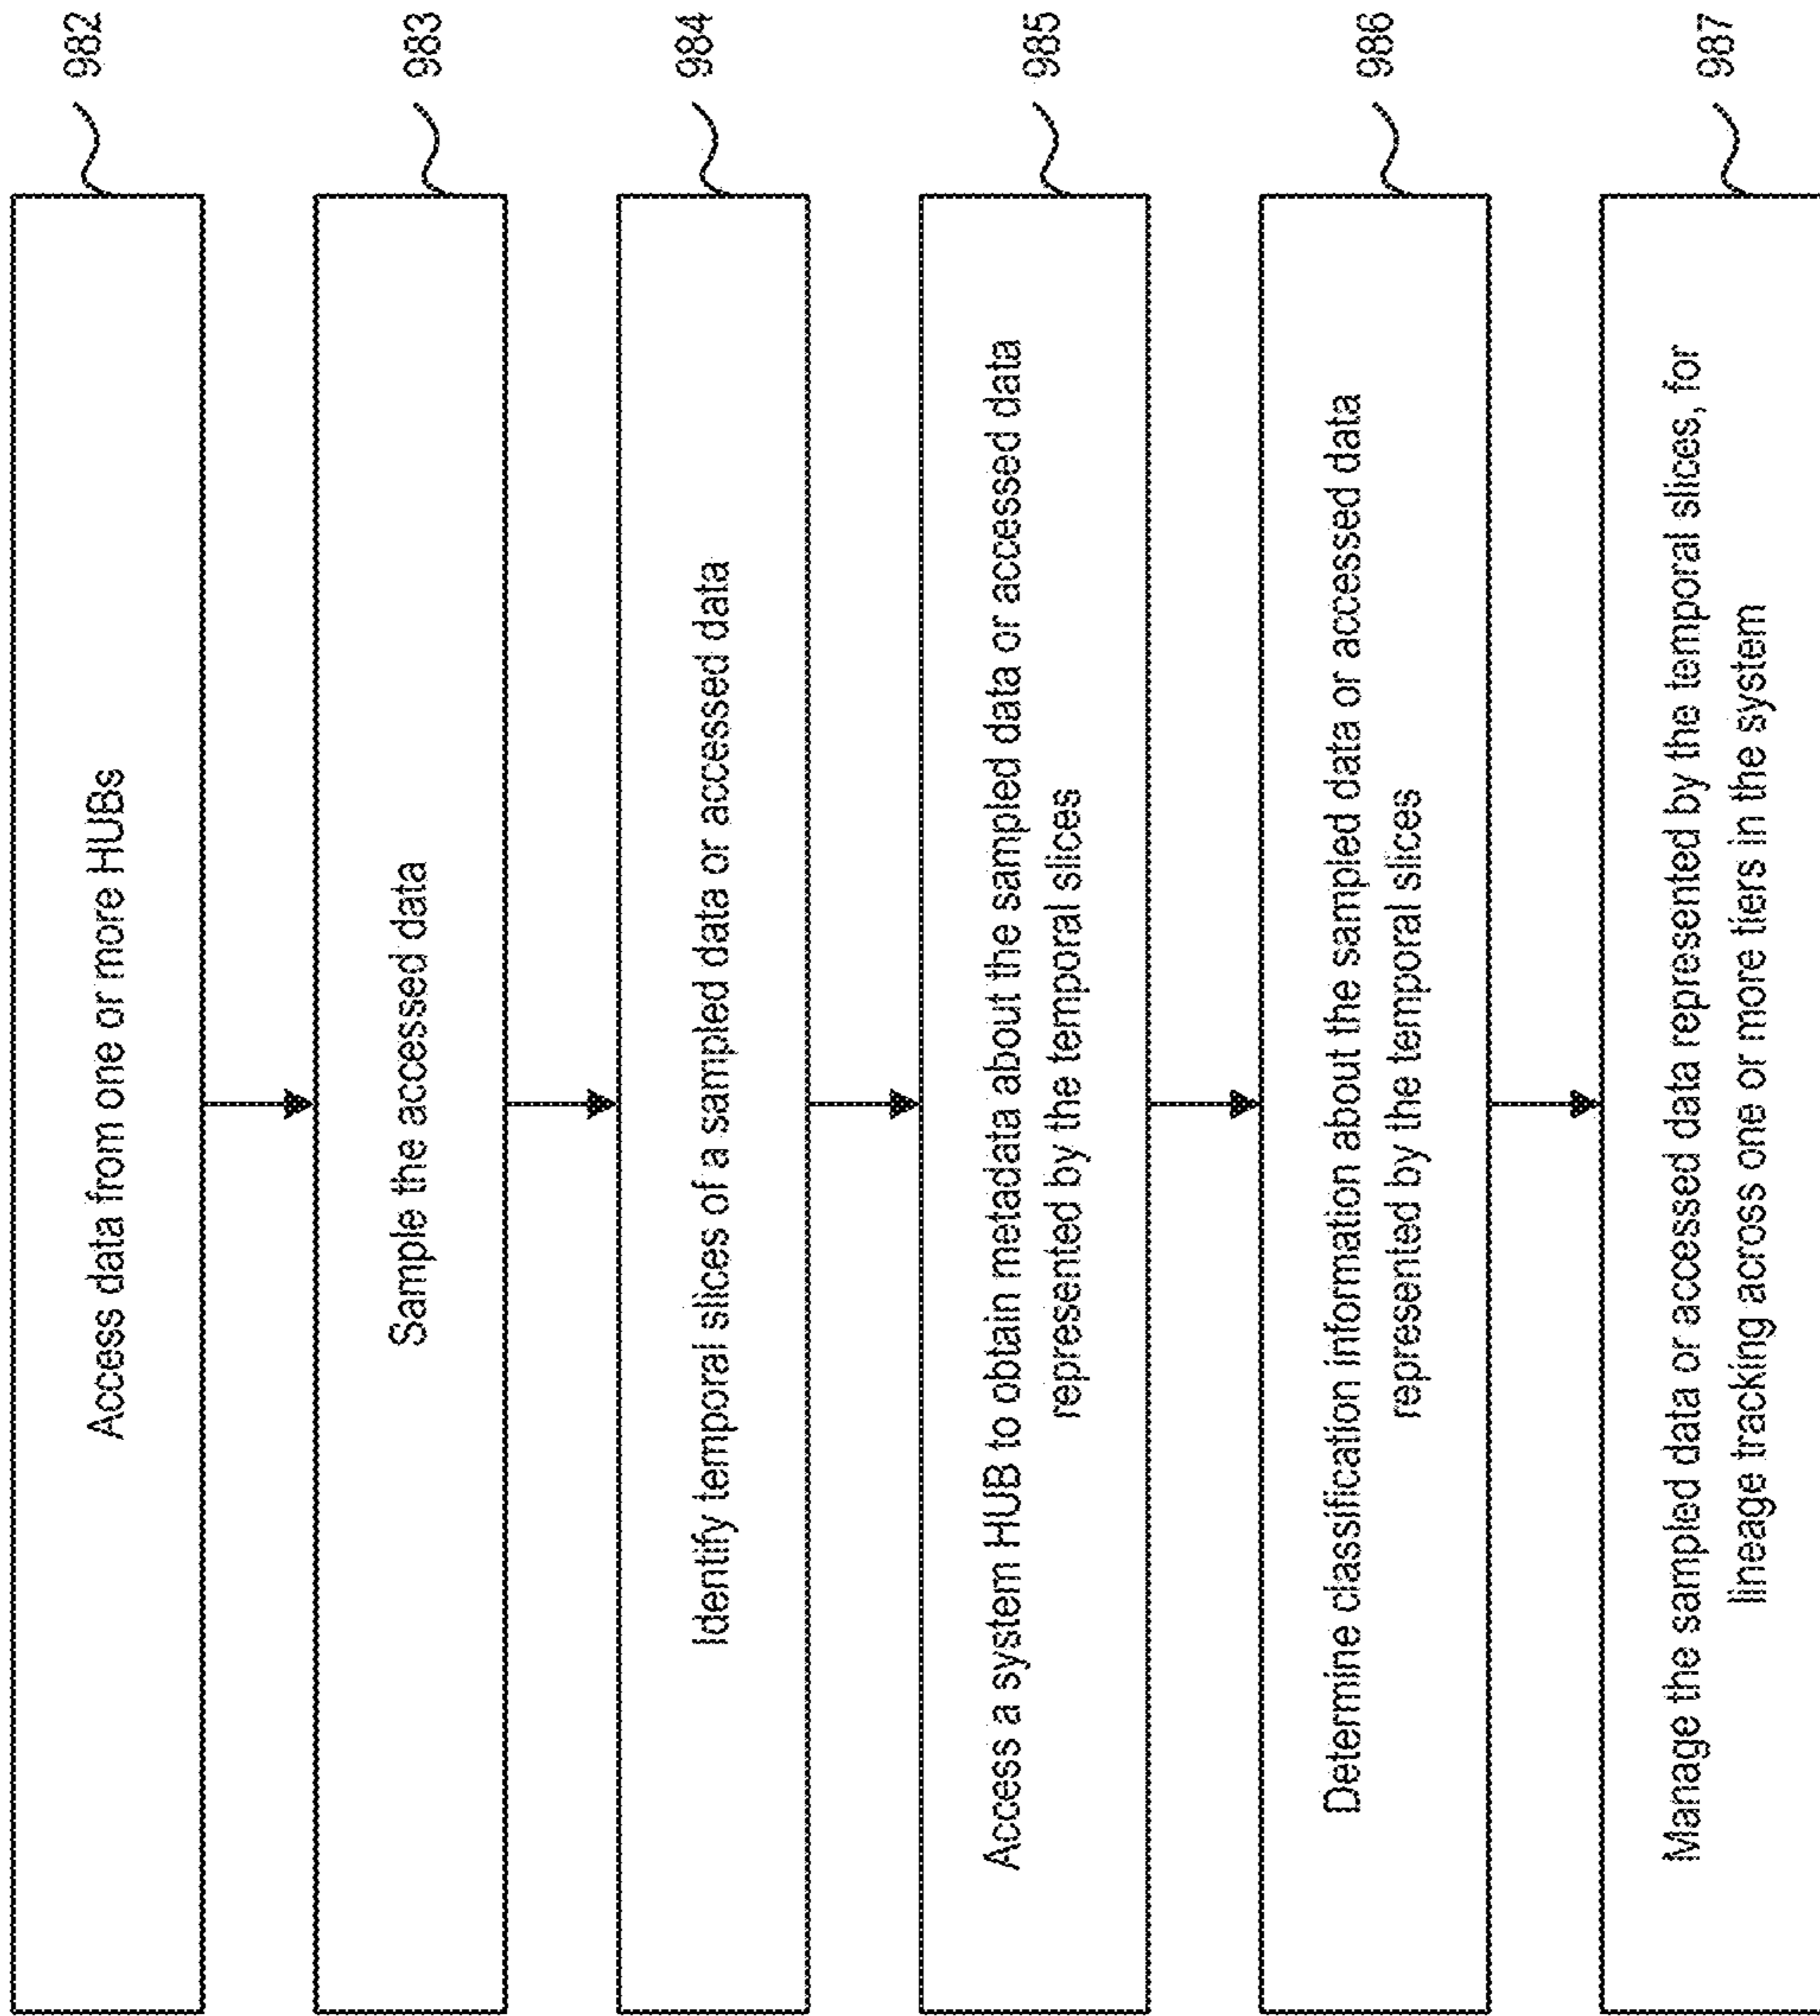 982
Access data from one or more HUBs
983
Sample the accessed data
984
Identify temporal slices of a sampled data or accessed data
985
Access a system HUB to obtain metadata about the sampled data or accessed data
represented by the temporal slices
986
Determine classification information about the sampled data or accessed data
represented by the temporal slices
987
Manage the sampled data or accessed data represented by the temporal slices, for
lineage tracking across one or more tiers in the system